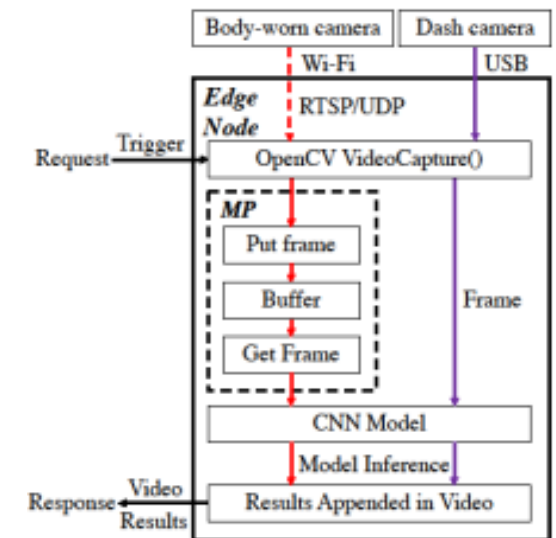 Body-worn camera
Dash camera
Wi-Fi
USB
Edge
Node
RTSP/UDP
Request
Trigger
OpenCV VideoCapture()
MP
Put frame
Buffer
Frame
Get Frame
CNN Model
Model Inference
Response
Video
Results
Results Appended in Video